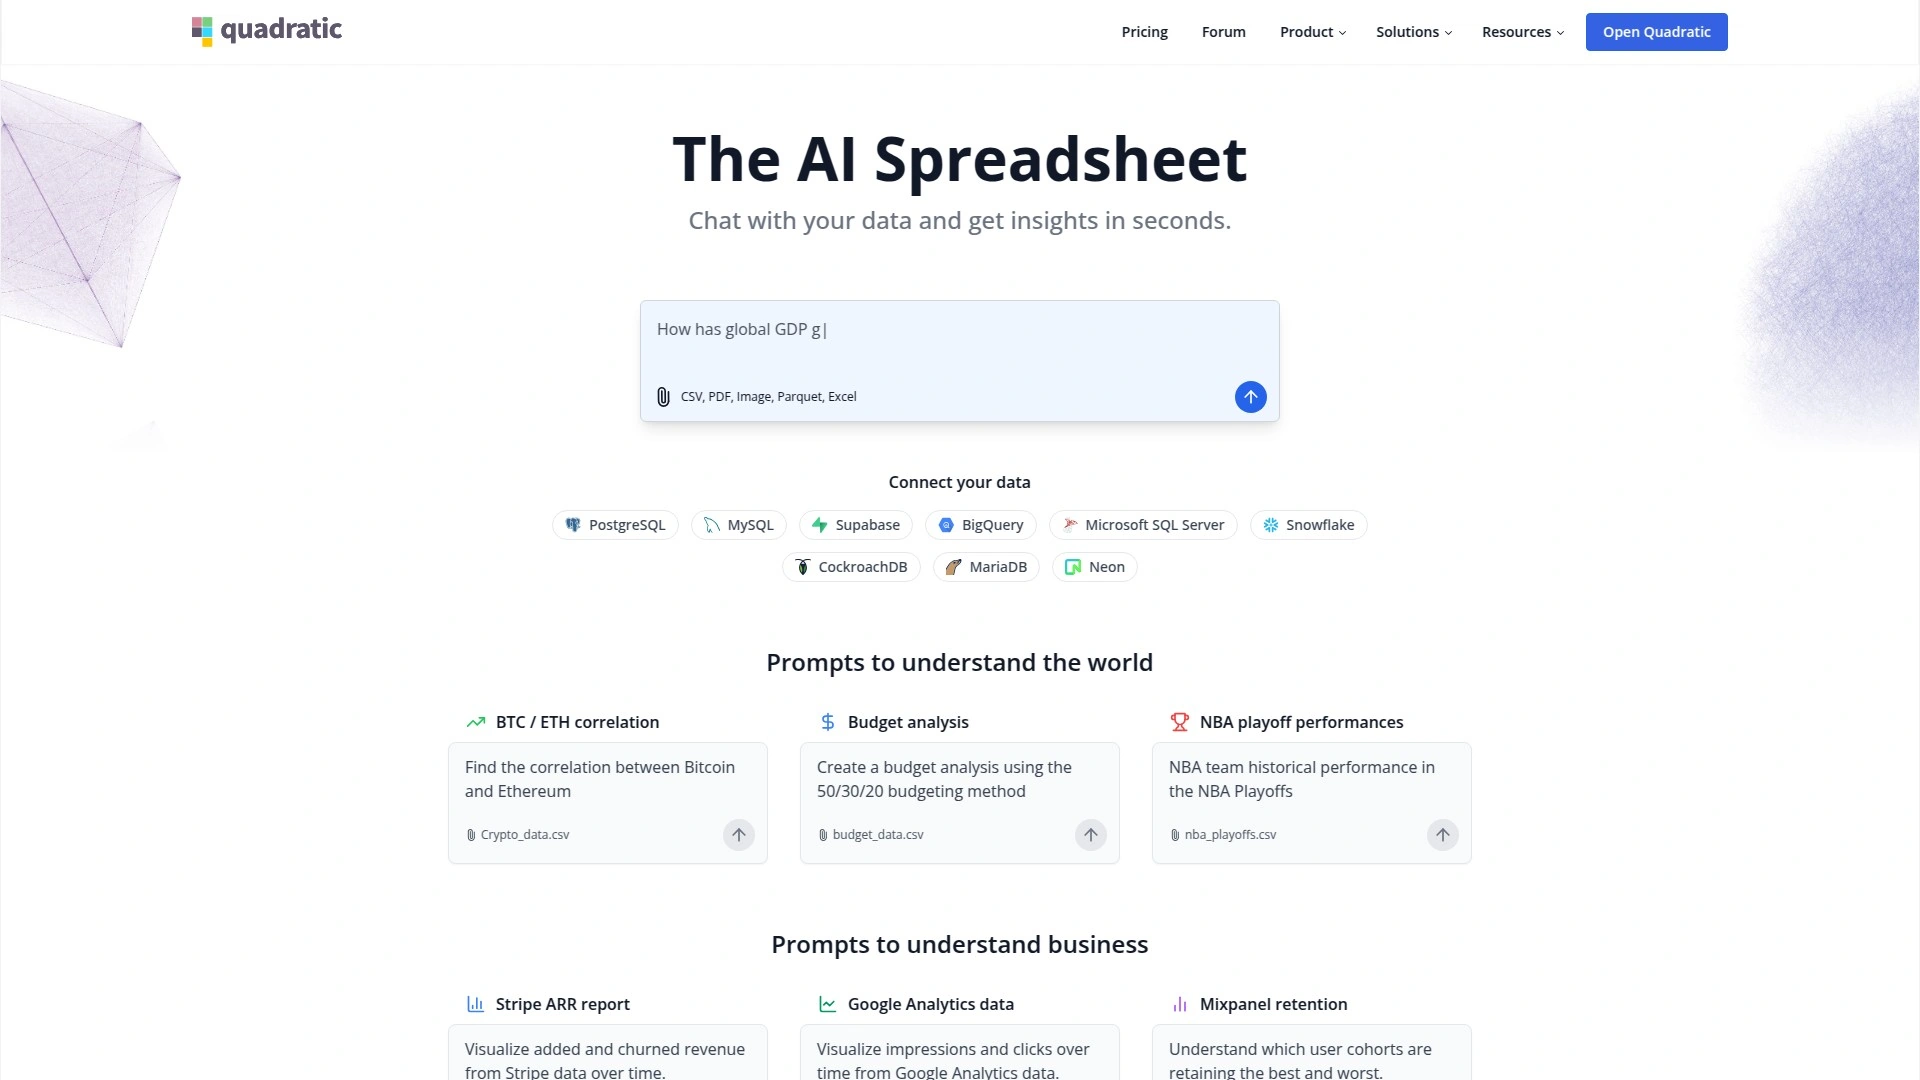 quadratic
Pricing
Forum
Product
Solutions
Resources
Open Quadratic
The AI Spreadsheet
Chat with your data and get insights in seconds.
How has global GDP g|
CSV, PDF, Image, Parquet, Excel
Connect your data
PostgreSQL
MySQL
Supabase
BigQuery
Microsoft SQL Server
Snowflake
CockroachDB
MariaDB
Neon
Prompts to understand the world
BTC / ETH correlation
Find the correlation between Bitcoin
and Ethereum
Crypto_data.csv
Budget analysis
Create a budget analysis using the
50/30/20 budgeting method
budget_data.csv
NBA playoff performances
NBA team historical performance in
the NBA Playoffs
nba_playoffs.csv
Prompts to understand business
Stripe ARR report
Visualize added and churned revenue
from Stripe data over time.
Google Analytics data
Visualize impressions and clicks over
time from Google Analytics data.
Mixpanel retention
Understand which user cohorts are
retaining the best and worst.